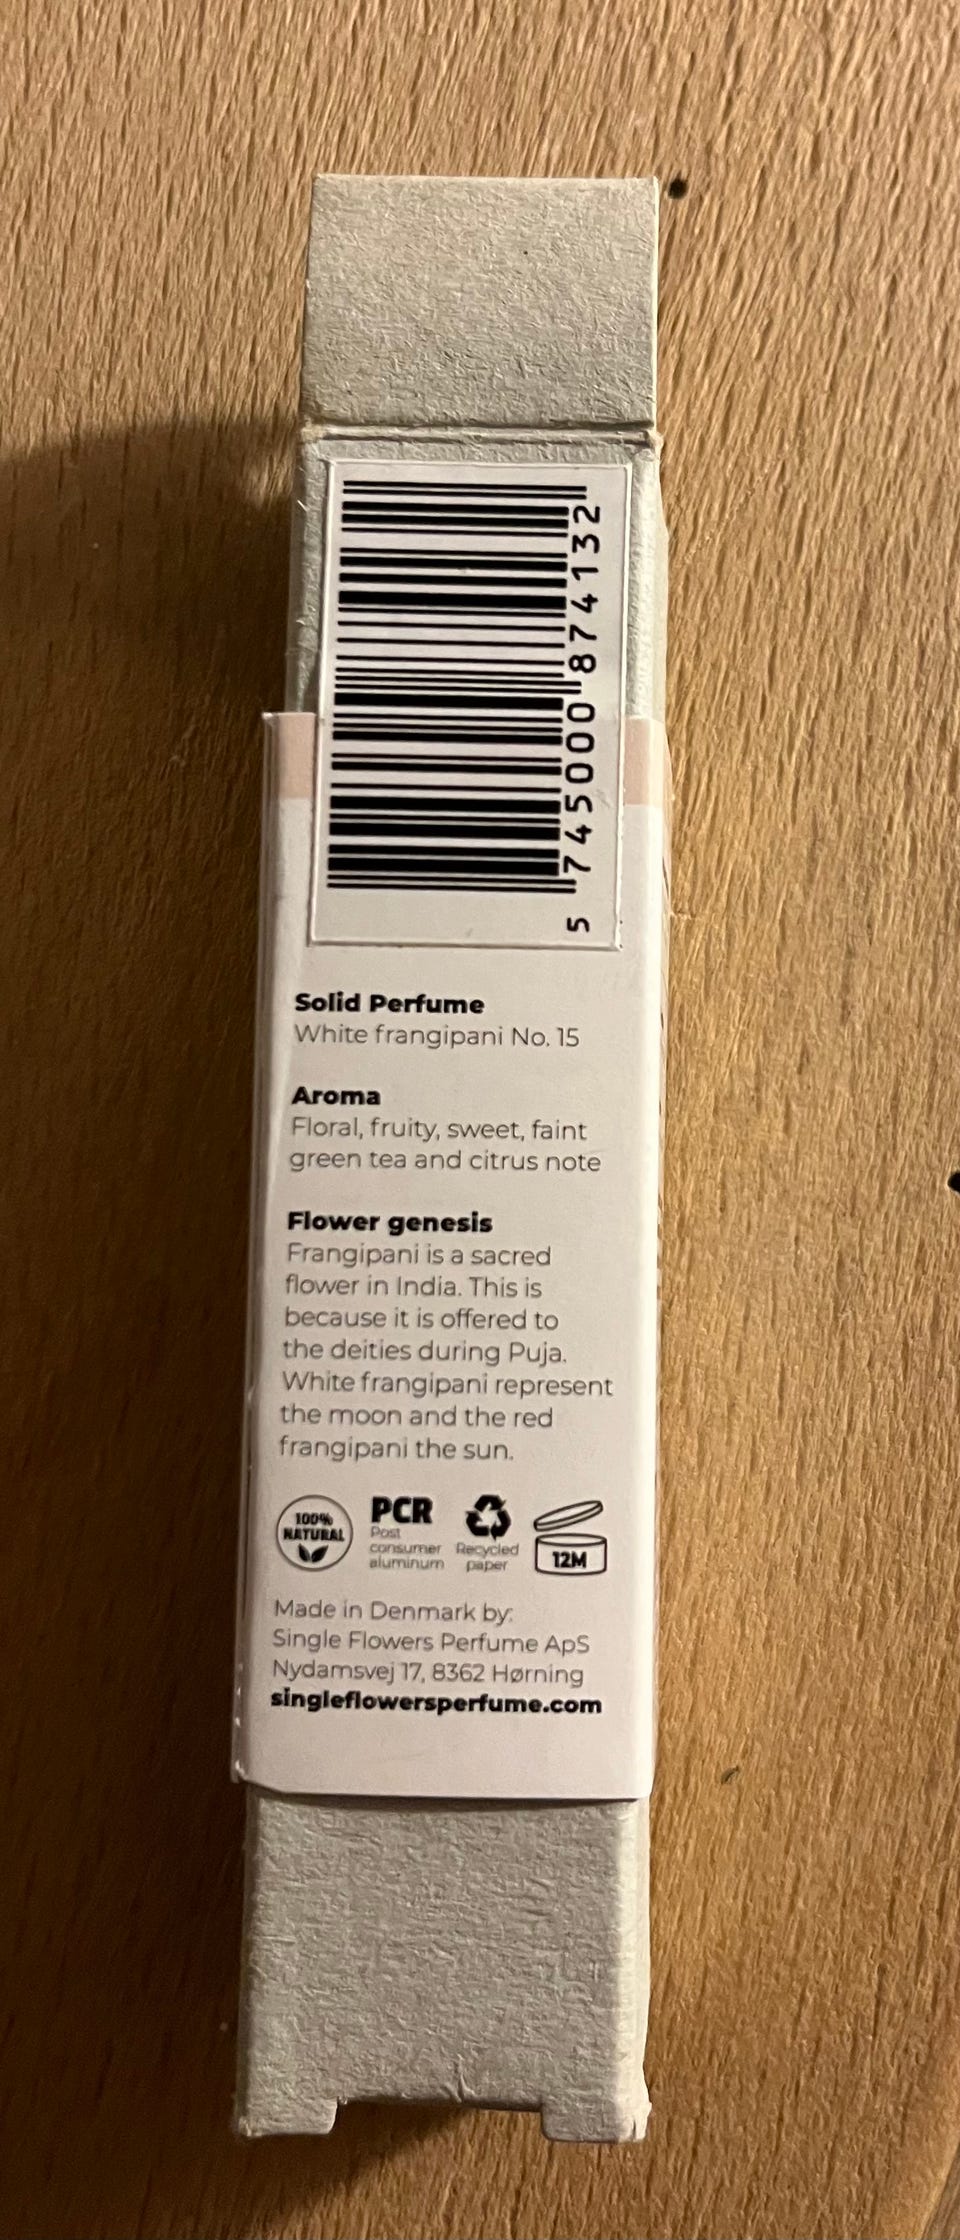 5 745000 874132
Solid Perfume
White frangipani No. 15
Aroma
Floral, fruity, sweet, faint
green tea and citrus note
Flower genesis
Frangipani is a sacred
flower in India. This is
because it is offered to
the deities during Puja.
White frangipani represent
the moon and the red
frangipani the sun.
100%
NATURAL
PCR
Post
consumer
aluminum
Recycled
paper
12M
Made in Denmark by:
Single Flowers Perfume ApS
Nydamsvej 17, 8362 Hørning
singleflowersperfume.com